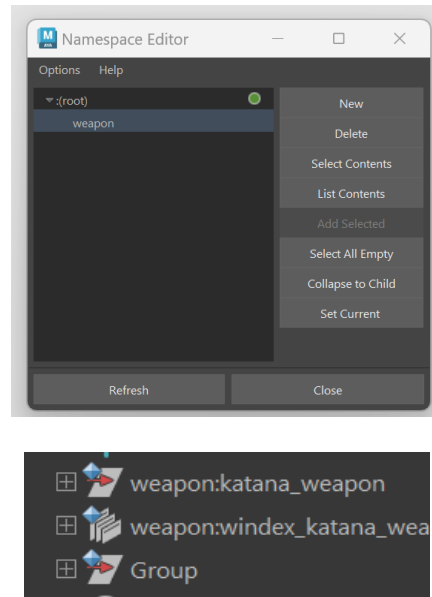 Namespace Editor
Options Help
:(root)
weapon
New
Delete
Select Contents
List Contents
Add Selected
Select All Empty
Collapse to Child
Set Current
Refresh
Close
weapon:katana_weapon
weapon:windex_katana_wea
Group